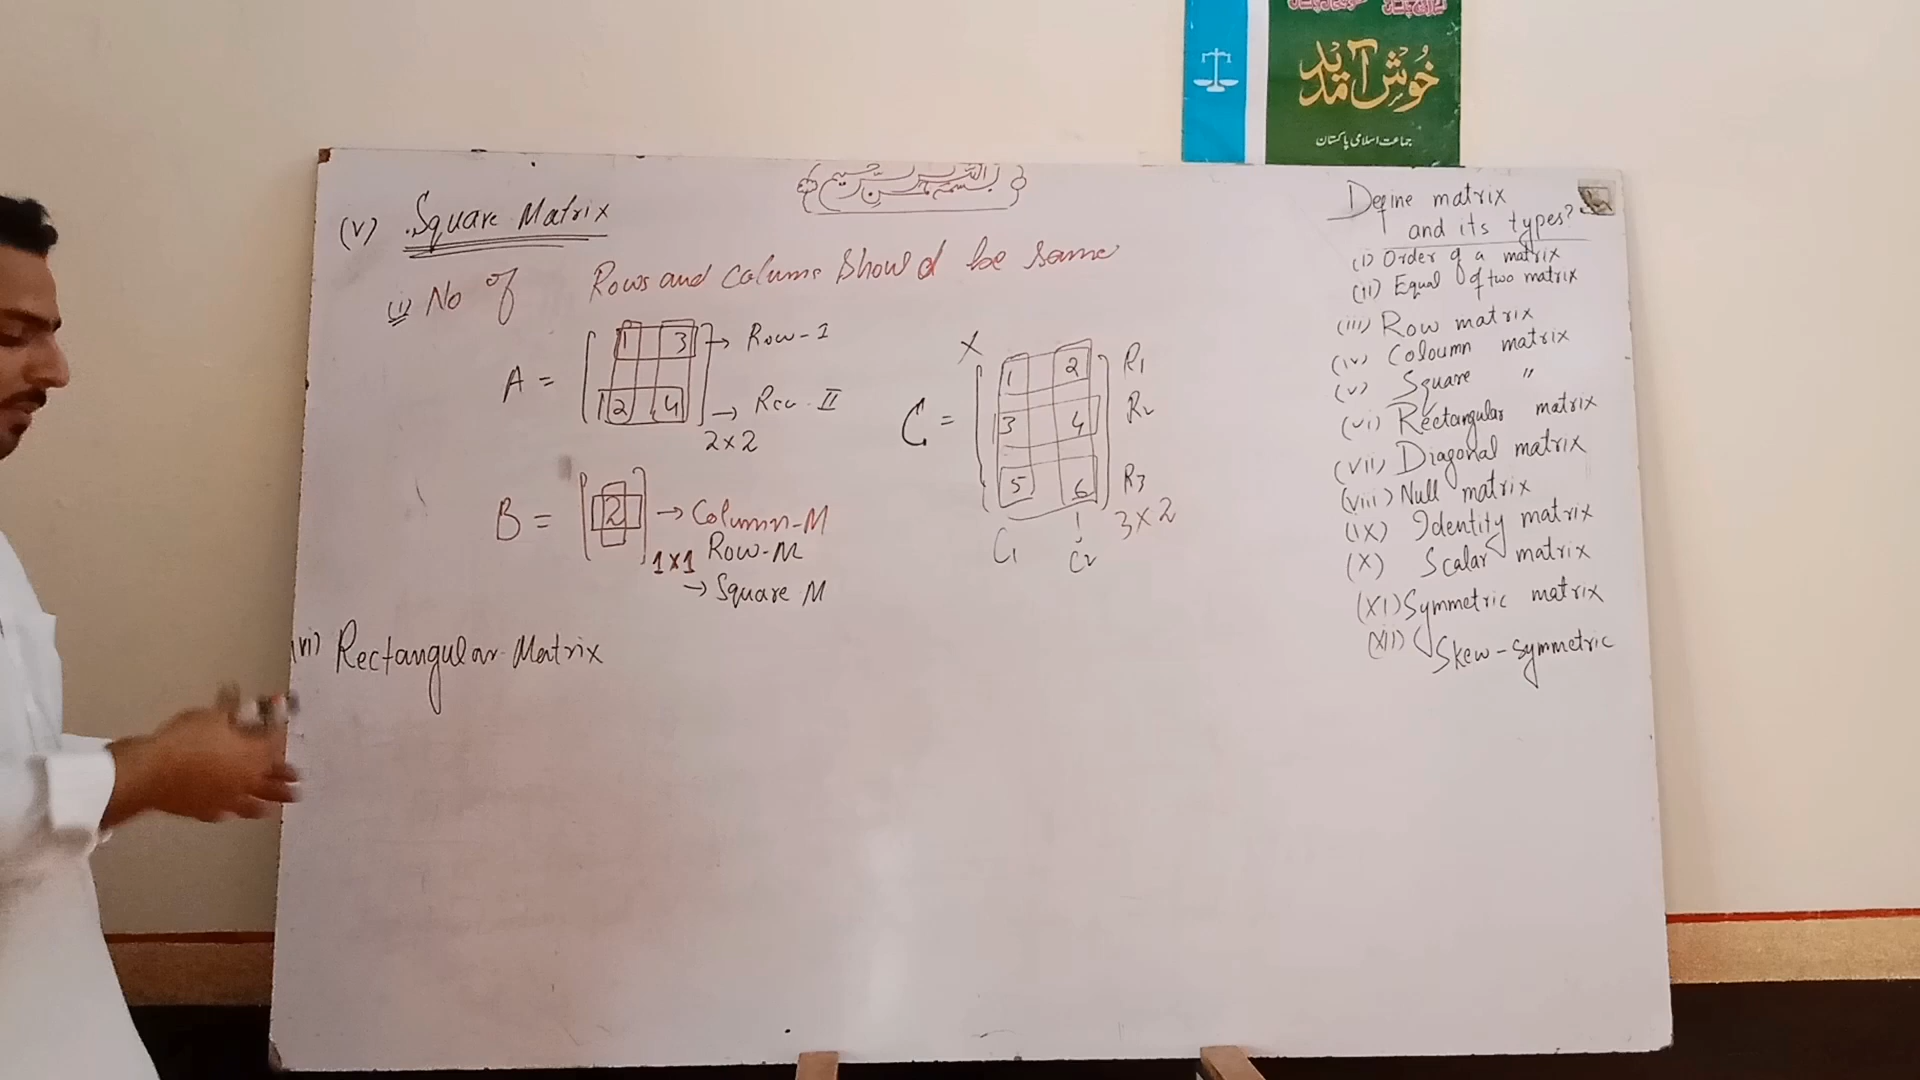 خوش آمدید
جماعت اسلامی پاکستان
بسم اللہ الرحمن الرحیم
(v) Square Matrix
(i) No of Rows and Colums Should be same
A = [1 3 → Row-I
2 4] → Row-II
2×2
B = [2] → Column-M
1×1 Row-M
→ Square M
X
C = [1 2 R1
3 4 R2
5 6] R3
3×2
C1 C2
(vi) Rectangular Matrix
Define matrix
and its types?
(i) Order of a matrix
(ii) Equal of two matrix
(iii) Row matrix
(iv) Coloumn matrix
(v) Square "
(vi) Rectangular matrix
(vii) Diagonal matrix
(viii) Null matrix
(ix) Identity matrix
(x) Scalar matrix
(XI) Symmetric matrix
(XII) Skew-symmetric